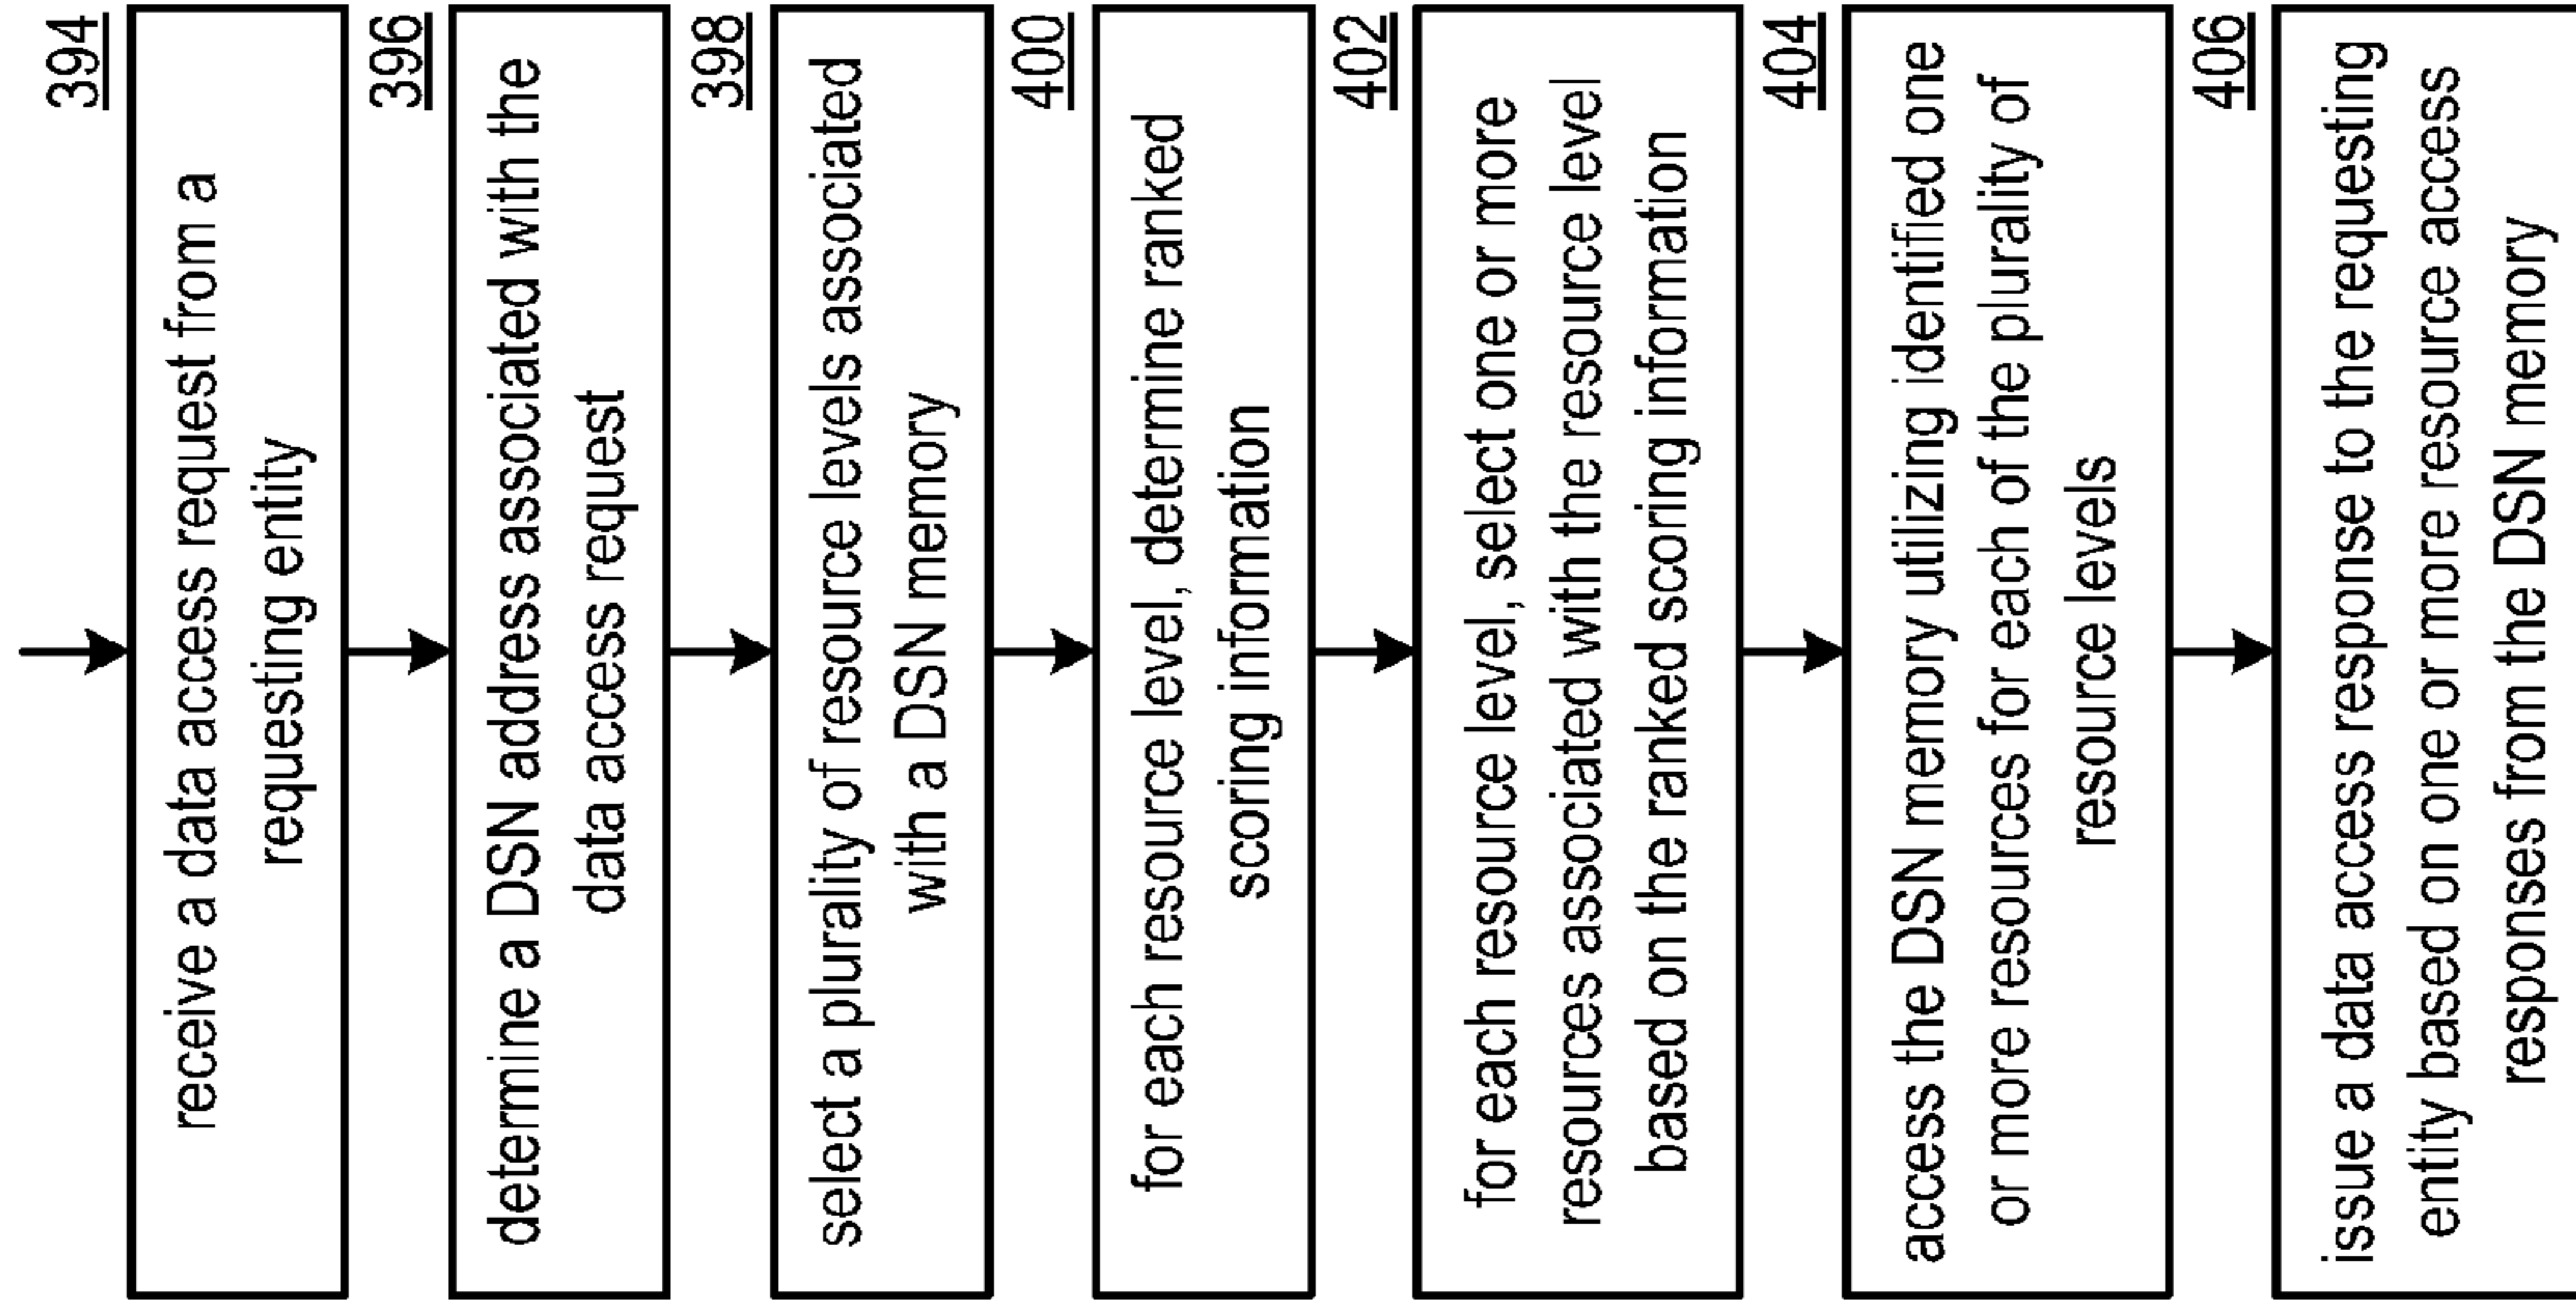 394
receive a data access request from a
requesting entity
396
determine a DSN address associated with the
data access request
398
select a plurality of resource levels associated
with a DSN memory
400
for each resource level, determine ranked
scoring information
402
for each resource level, select one or more
resources associated with the resource level
based on the ranked scoring information
404
access the DSN memory utilizing identified one
or more resources for each of the plurality of
resource levels
406
issue a data access response to the requesting
entity based on one or more resource access
responses from the DSN memory